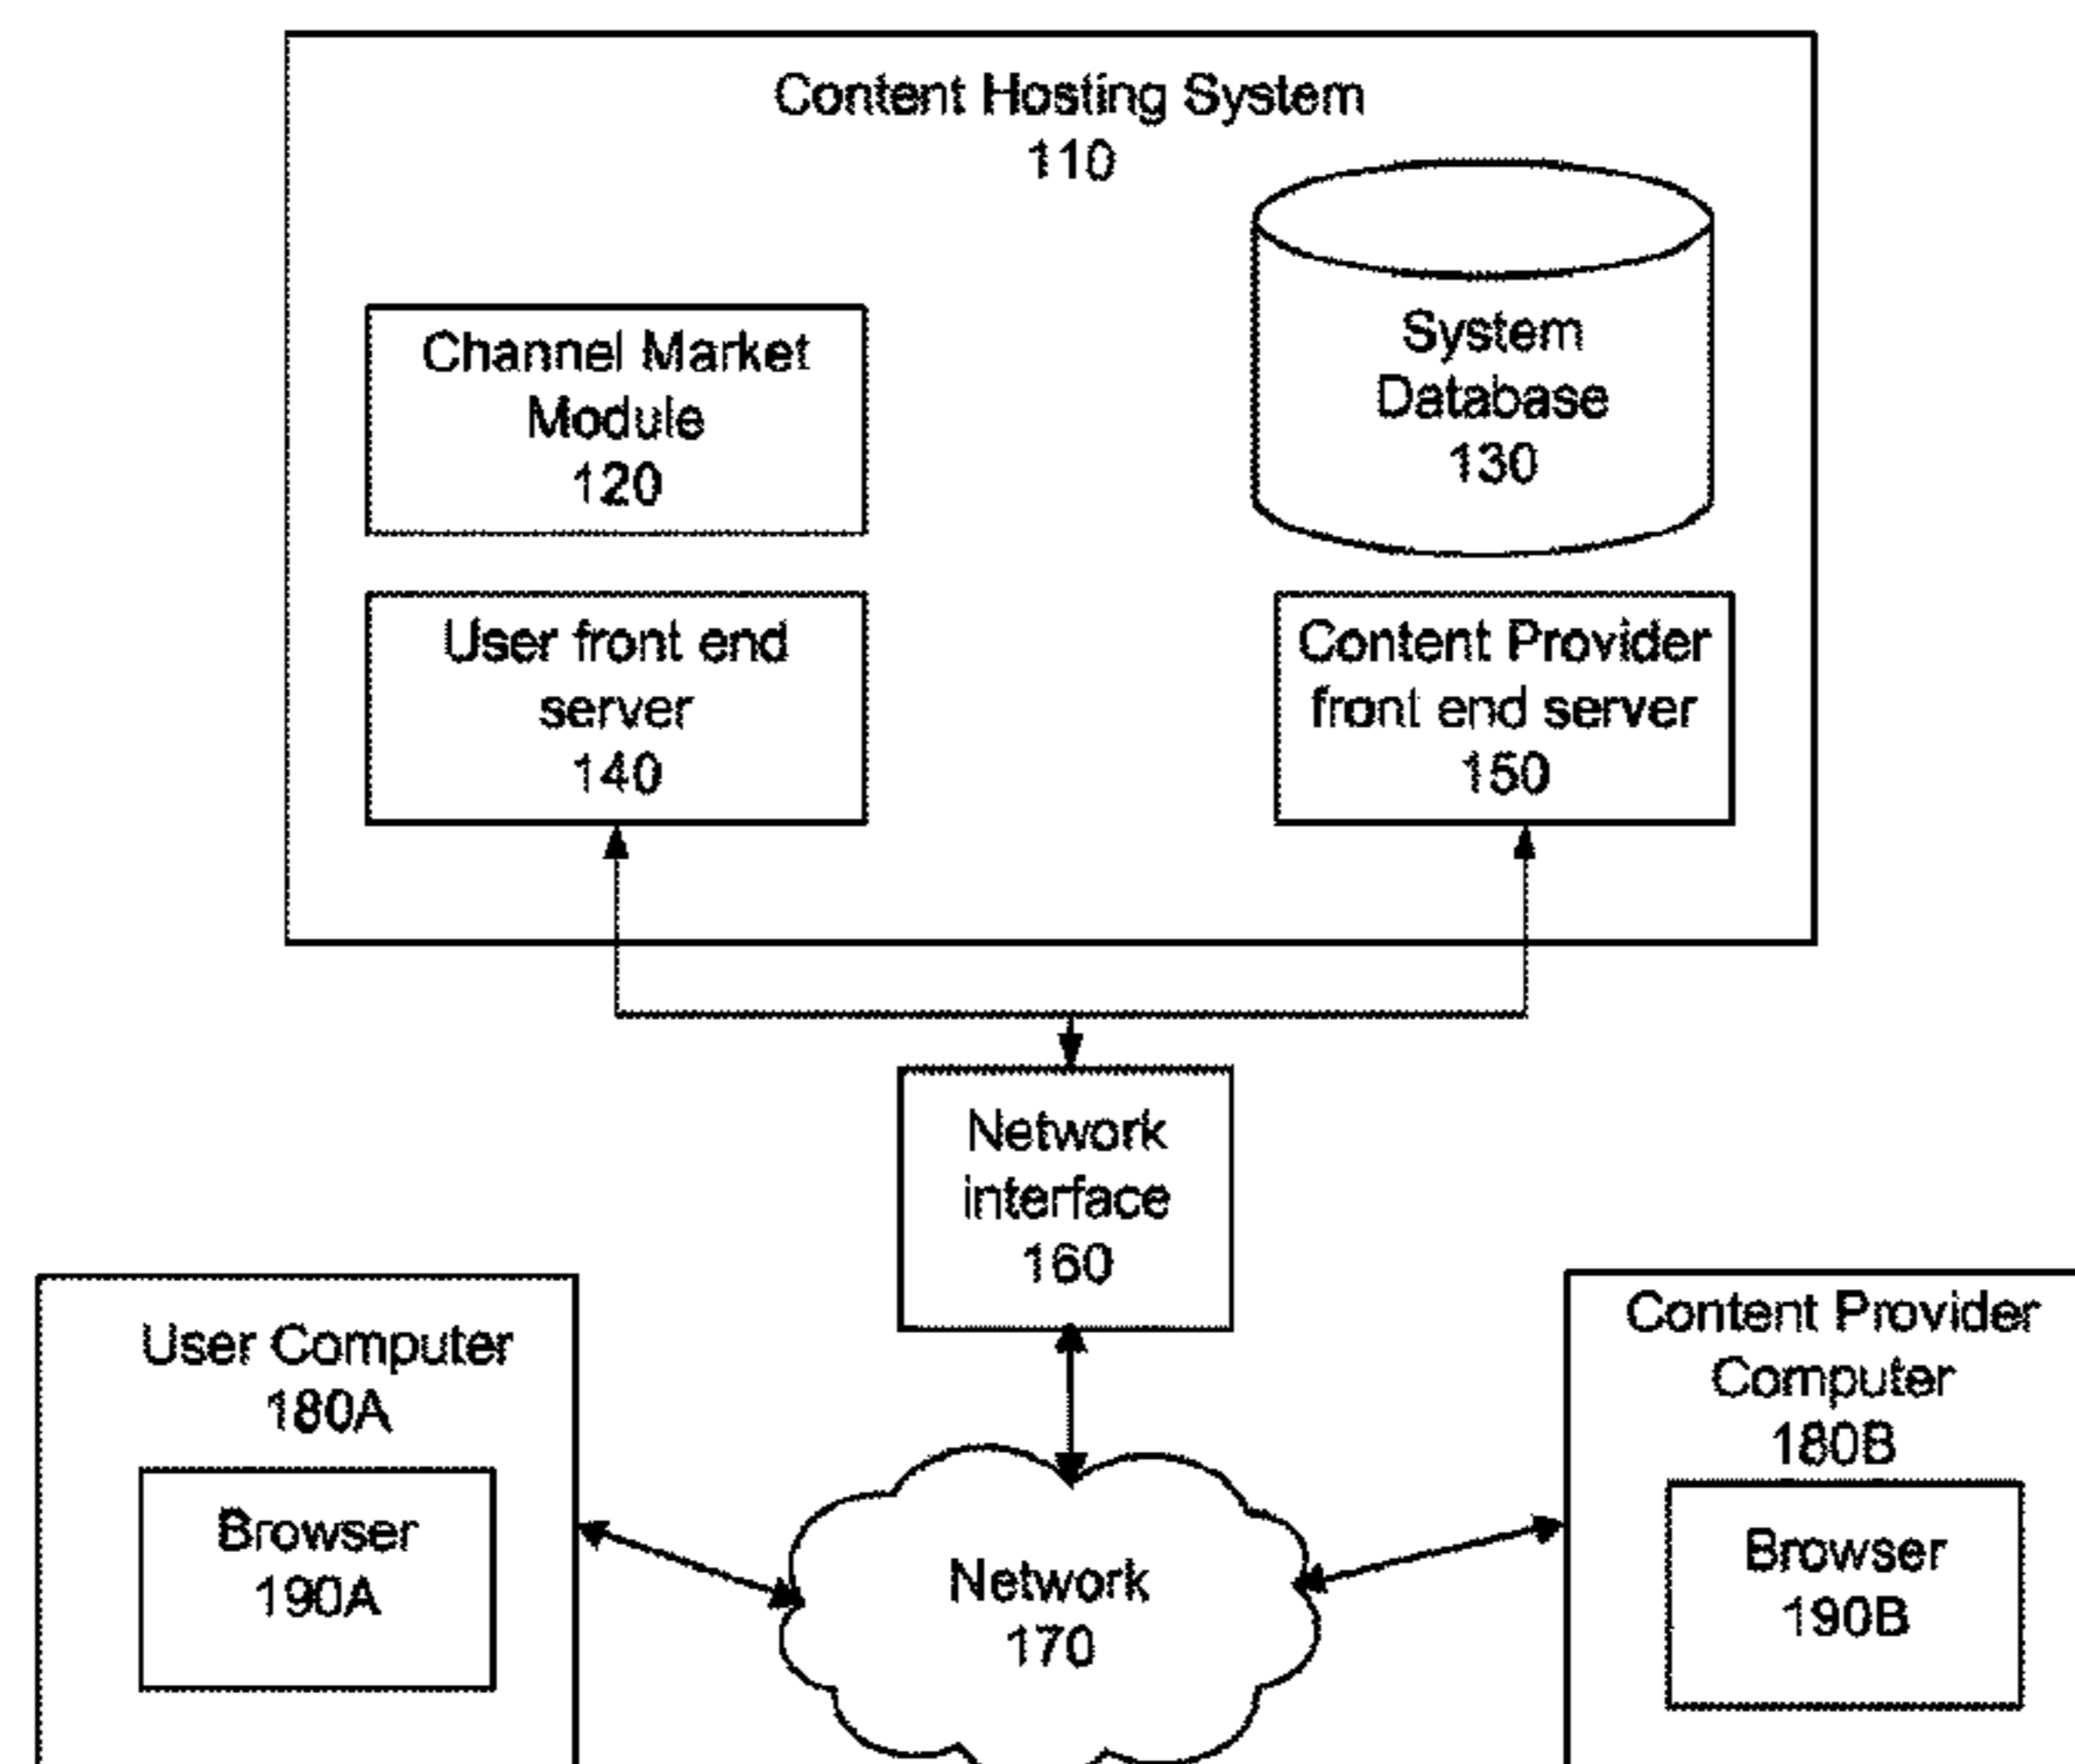 Content Hosting System
110
Channel Market
Module
120
System
Database
130
User front end
server
140
Content Provider
front end server
150
Network
interface
160
User Computer
180A
Browser
190A
Network
170
Content Provider
Computer
180B
Browser
190B